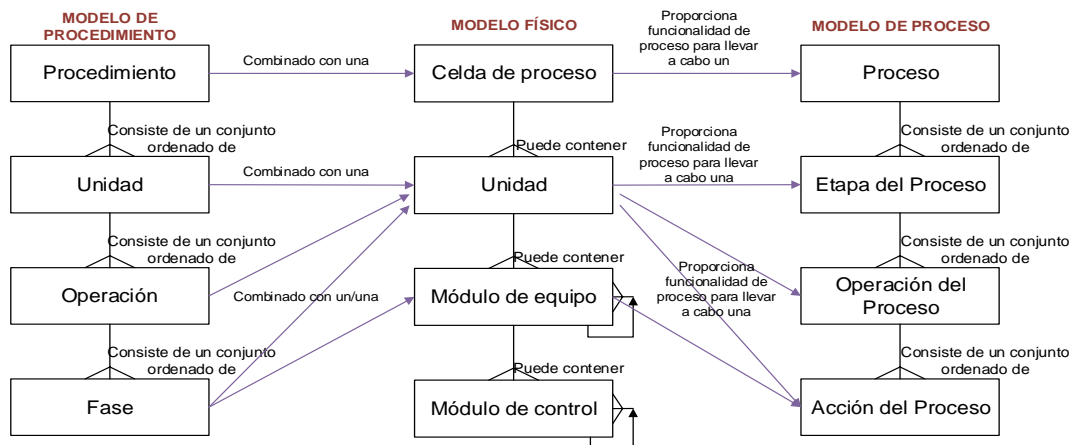 MODELO DE
PROCEDIMIENTO
MODELO FÍSICO
Proporciona
funcionalidad de
proceso para llevar
a cabo un
MODELO DE PROCESO
Procedimiento
Combinado con una
Celda de proceso
Proceso
Consiste de un conjunto
ordenado de
Puede contener
Proporciona
funcionalidad de
proceso para llevar
a cabo una
Consiste de un conjunto
ordenado de
Unidad
Combinado con una
Unidad
Etapa del Proceso
Consiste de un conjunto
ordenado de
Puede contener
Consiste de un conjunto
ordenado de
Operación
Combinado con un/una
Módulo de equipo
Proporciona
funcionalidad de
proceso para llevar
a cabo una
Operación del
Proceso
Consiste de un conjunto
ordenado de
Puede contener
Consiste de un conjunto
ordenado de
Fase
Módulo de control
Acción del Proceso